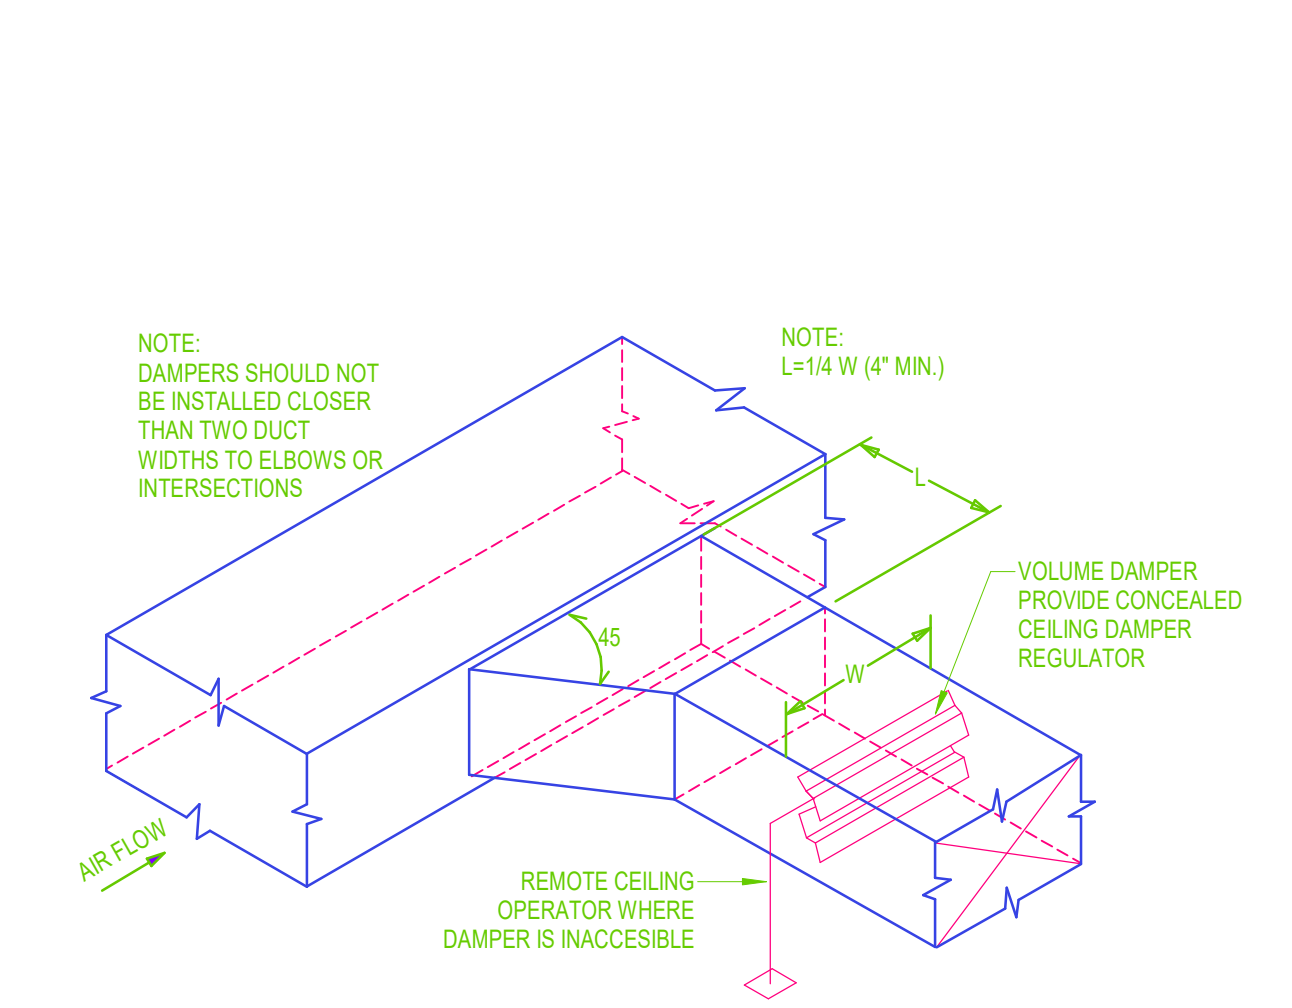 NOTE:
DAMPERS SHOULD NOT
BE INSTALLED CLOSER
THAN TWO DUCT
WIDTHS TO ELBOWS OR
INTERSECTIONS
NOTE:
L=1/4 W (4" MIN.)
L
VOLUME DAMPER
PROVIDE CONCEALED
CEILING DAMPER
REGULATOR
45
W
AIR FLOW
REMOTE CEILING
OPERATOR WHERE
DAMPER IS INACCESIBLE